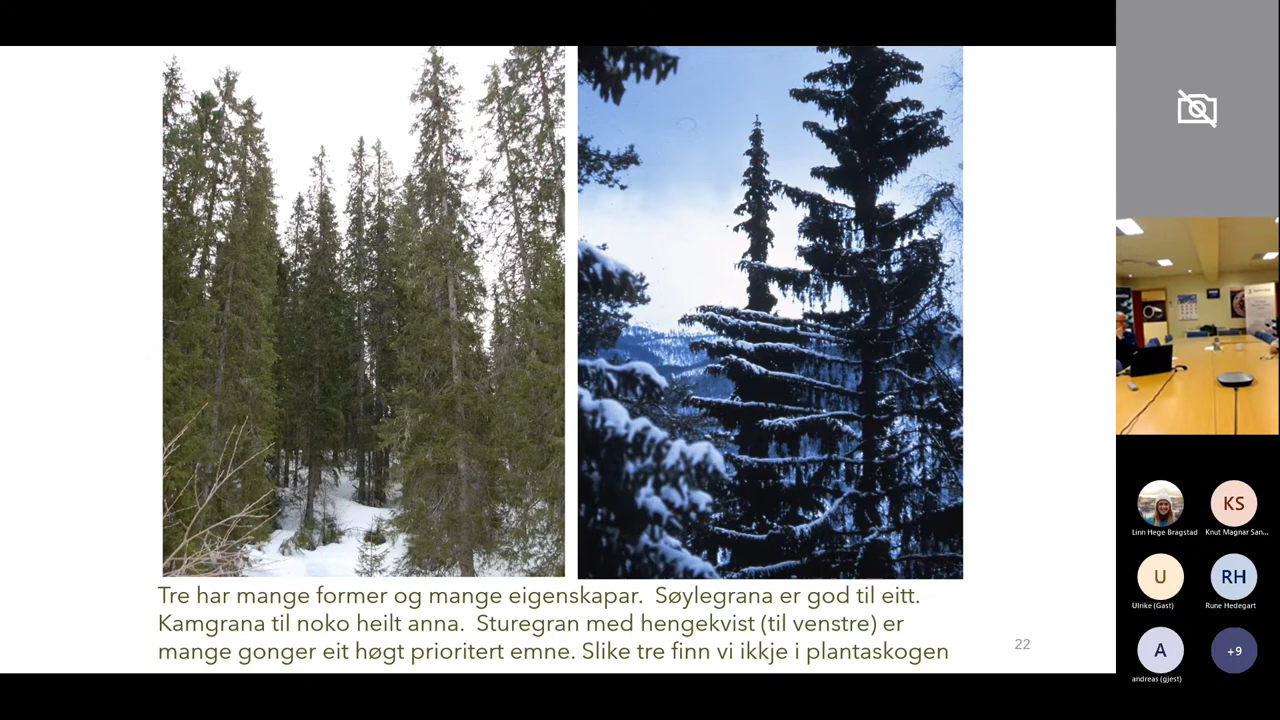 Tre har mange former og mange eigenskapar.  Søylegrana er god til eitt.
Kamgrana til noko heilt anna.  Sturegran med hengekvist (til venstre) er
mange gonger eit høgt prioritert emne. Slike tre finn vi ikkje i plantaskogen
22
KS
Linn Hege Bragstad
Knut Magnar San...
U
RH
Ulrike (Gast)
Rune Hedegart
A
+9
andreas (gjest)